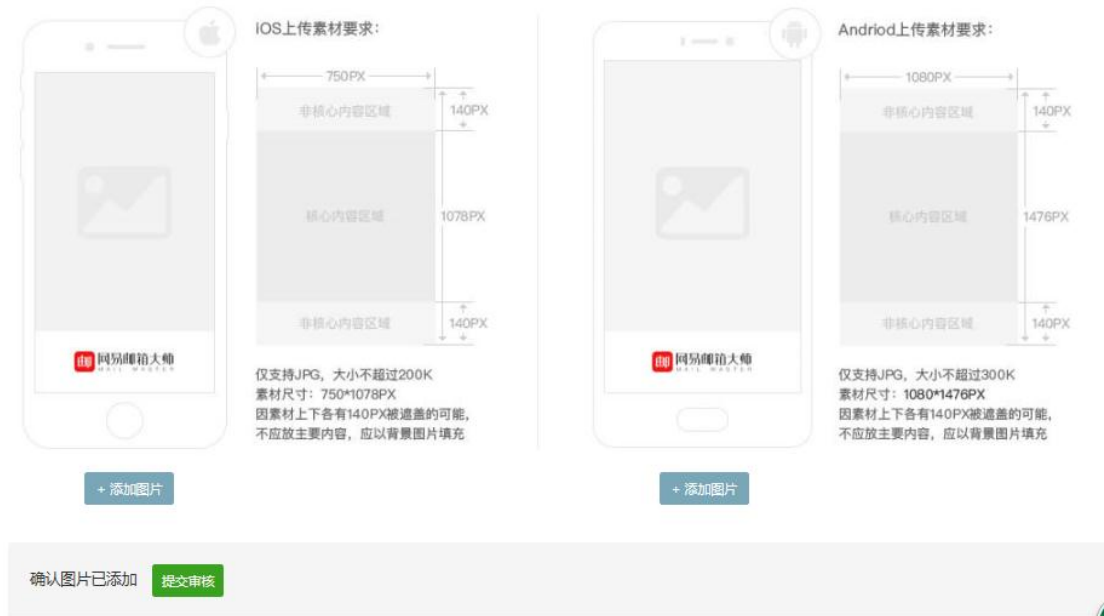 iOS上传素材要求：
750PX
非核心内容区域
140PX
核心内容区域
1078PX
非核心内容区域
140PX
邮 网易邮箱大师
MAIL MASTER
仅支持JPG，大小不超过200K
素材尺寸：750*1078PX
因素材上下各有140PX被遮盖的可能，
不应放主要内容，应以背景图片填充
+ 添加图片
Andriod上传素材要求：
1080PX
非核心内容区域
140PX
核心内容区域
1476PX
非核心内容区域
140PX
邮 网易邮箱大师
MAIL MASTER
仅支持JPG，大小不超过300K
素材尺寸：1080*1476PX
因素材上下各有140PX被遮盖的可能，
不应放主要内容，应以背景图片填充
+ 添加图片
确认图片已添加 提交审核